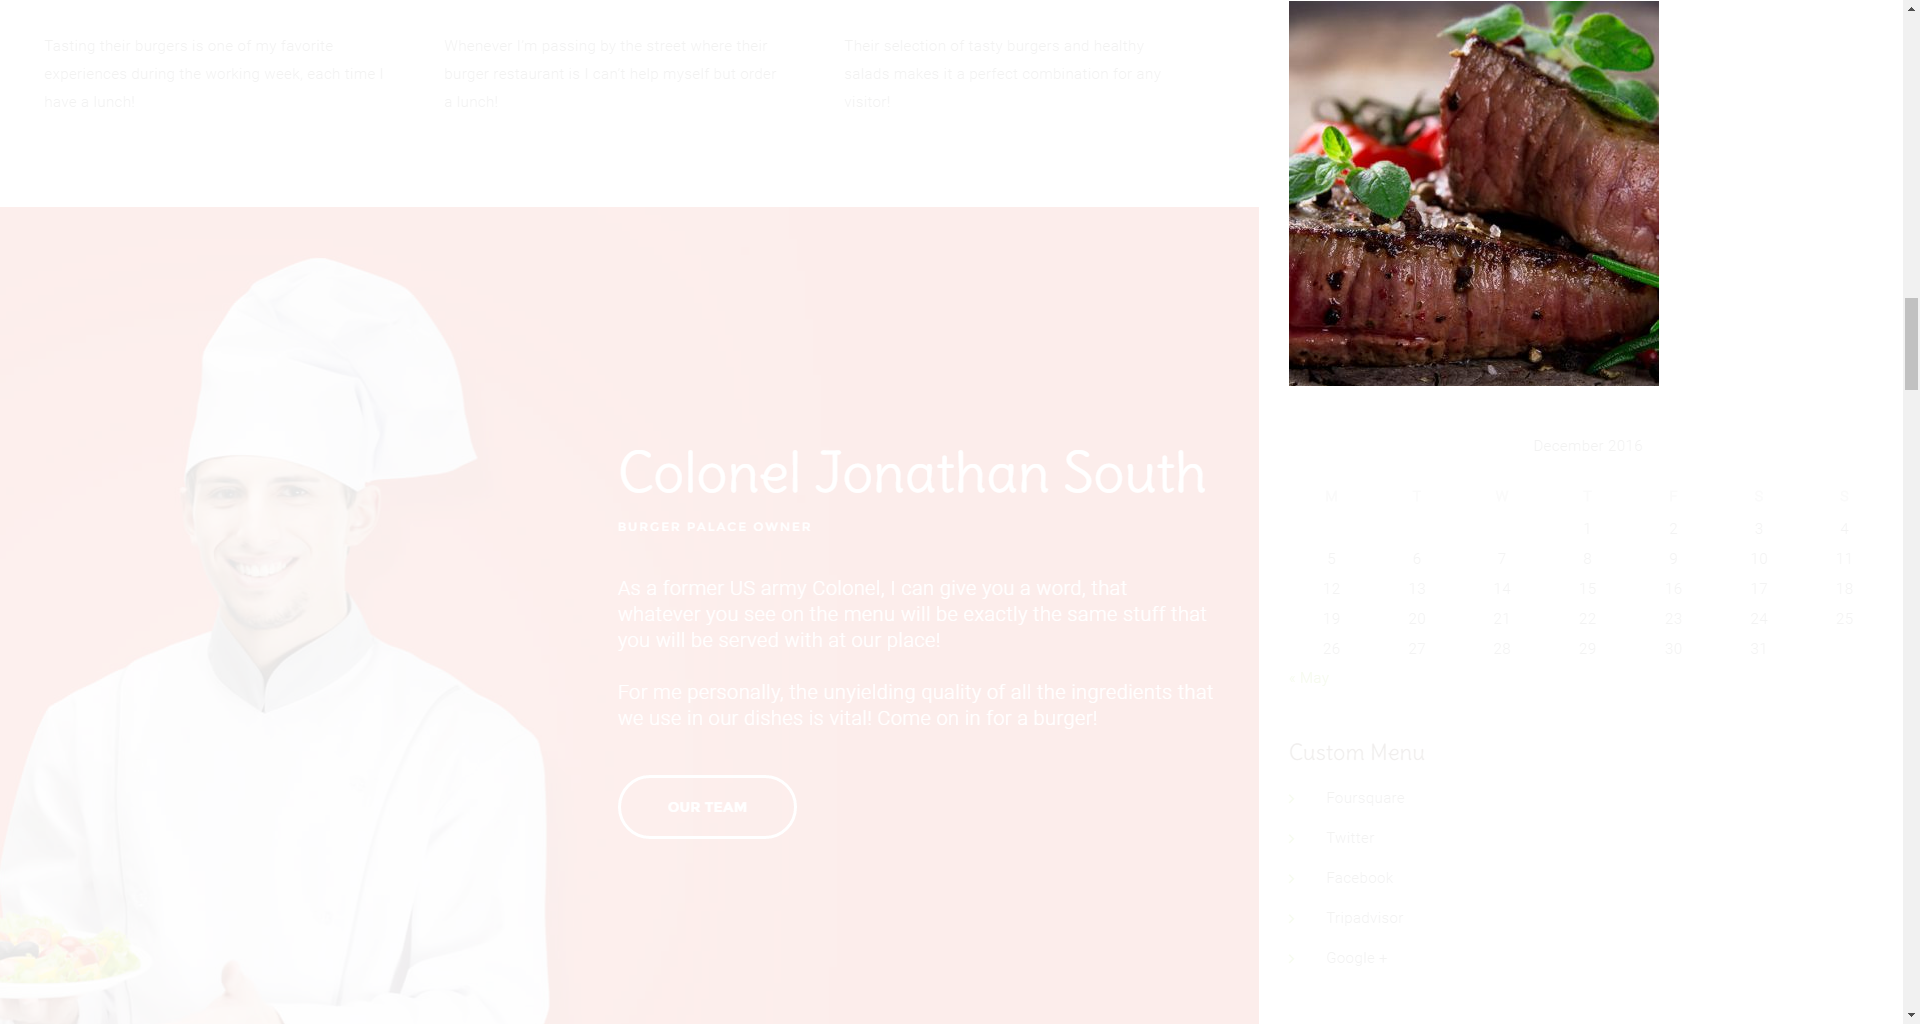 Tasting their burgers is one of my favorite
experiences during the working week, each time I
have a lunch!
Whenever I'm passing by the street where their
burger restaurant is I can't help myself but order
a lunch!
Their selection of tasty burgers and healthy
salads makes it a perfect combination for any
visitor!
Colonel Jonathan South
BURGER PALACE OWNER
As a former US army Colonel, I can give you a word, that
whatever you see on the menu will be exactly the same stuff that
you will be served with at our place!
For me personally, the unyielding quality of all the ingredients that
we use in our dishes is vital! Come on in for a burger!
OUR TEAM
December 2016
M T W T F S S
1 2 3 4
5 6 7 8 9 10 11
12 13 14 15 16 17 18
19 20 21 22 23 24 25
26 27 28 29 30 31
« May
Custom Menu
Foursquare
Twitter
Facebook
Tripadvisor
Google +